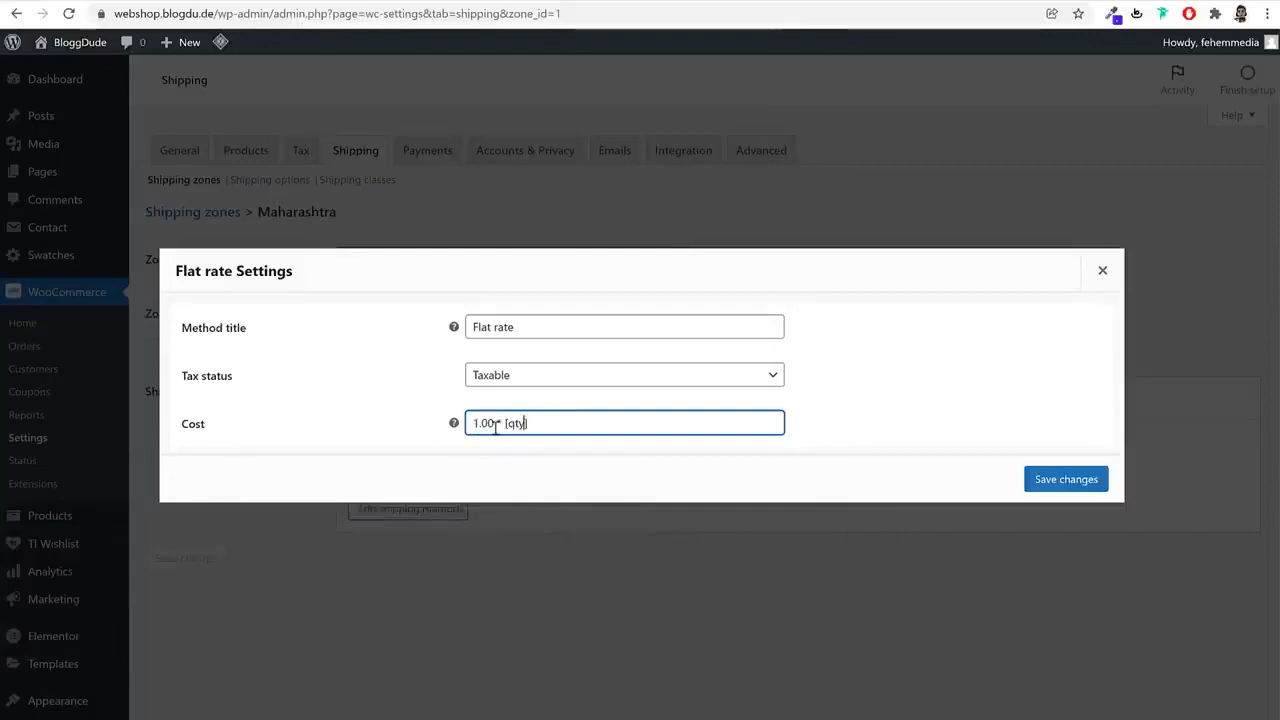 webshop.blogdu.de/wp-admin/admin.php?page=wc-settings&tab=shipping&zone_id=1
BloggDude
0
New
Howdy, fehemmedia
Dashboard
Posts
Media
Pages
Comments
Contact
Swatches
WooCommerce
Home
Orders
Customers
Coupons
Reports
Settings
Status
Extensions
Products
TI Wishlist
Analytics
Marketing
Elementor
Templates
Appearance
Shipping
Activity
Finish setup
Help
General
Products
Tax
Shipping
Payments
Accounts & Privacy
Emails
Integration
Advanced
Shipping zones | Shipping options | Shipping classes
Shipping zones > Maharashtra
Zo
Zo
Sh
Flat rate Settings
Method title
Flat rate
Tax status
Taxable
Cost
1.00 * [qty]
Save changes